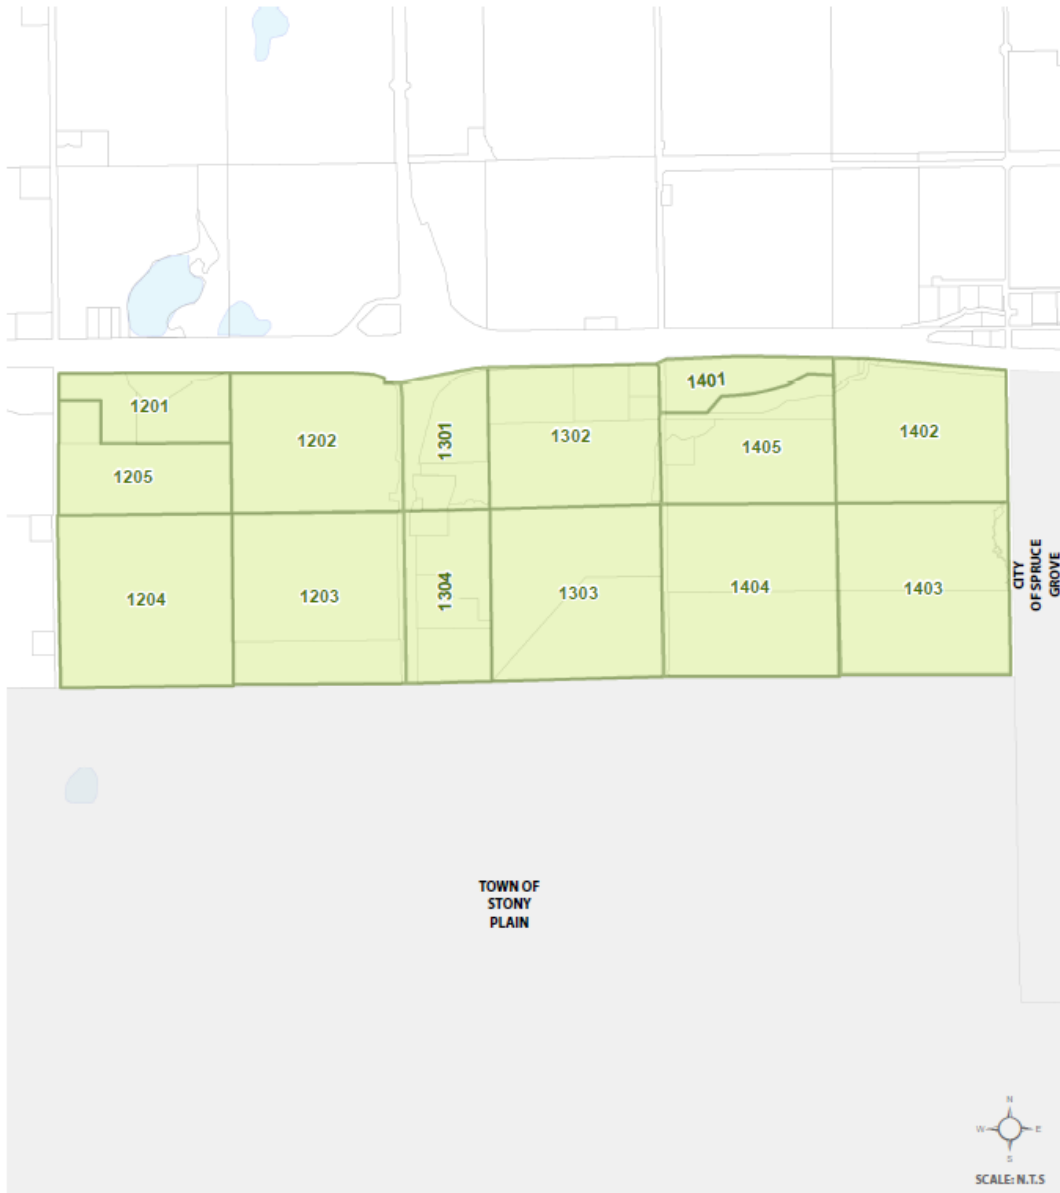 1401
1201
1202
1301
1302
1402
1405
1205
1204
1203
1304
1303
1404
1403
CITY
OF SPRUCE
GROVE
TOWN OF
STONY
PLAIN
N
W
E
S
SCALE: N.T.S